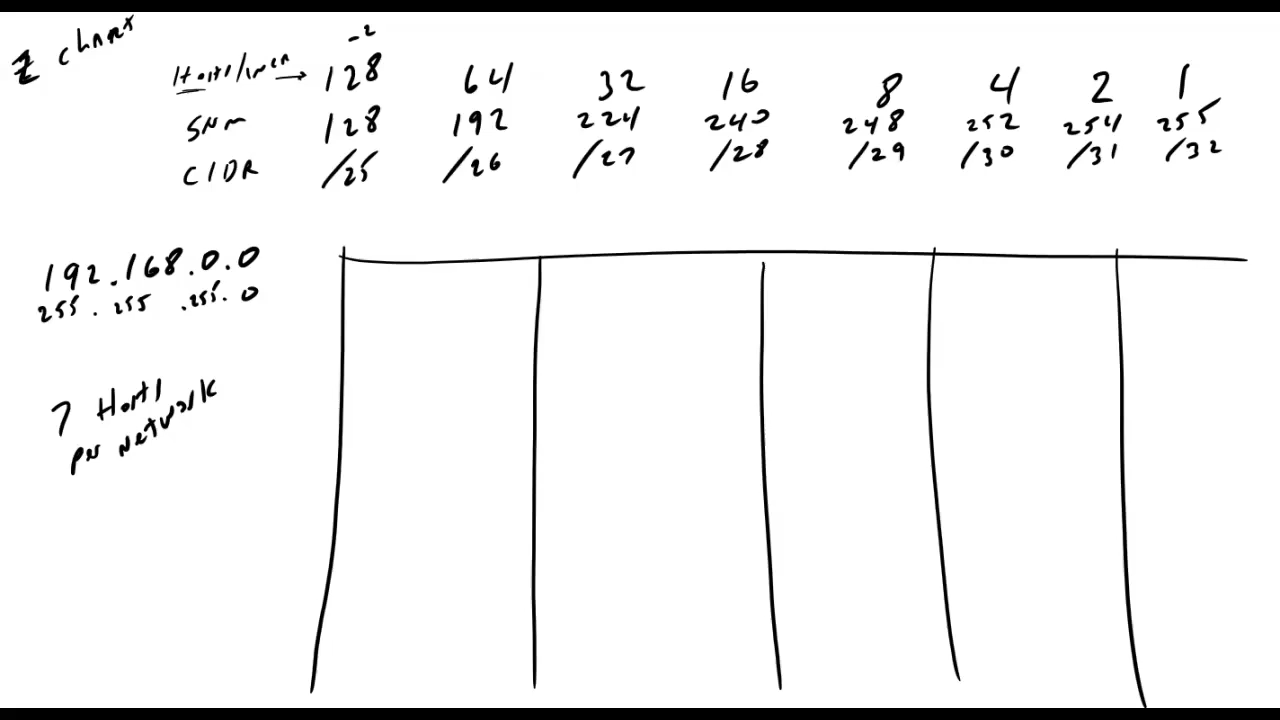 Z chart
-2
Hosts/incr → 128 64 32 16 8 4 2 1
SNM 128 192 224 240 248 252 254 255
CIDR /25 /26 /27 /28 /29 /30 /31 /32
192.168.0.0
255.255.255.0
7 Hosts
per Network